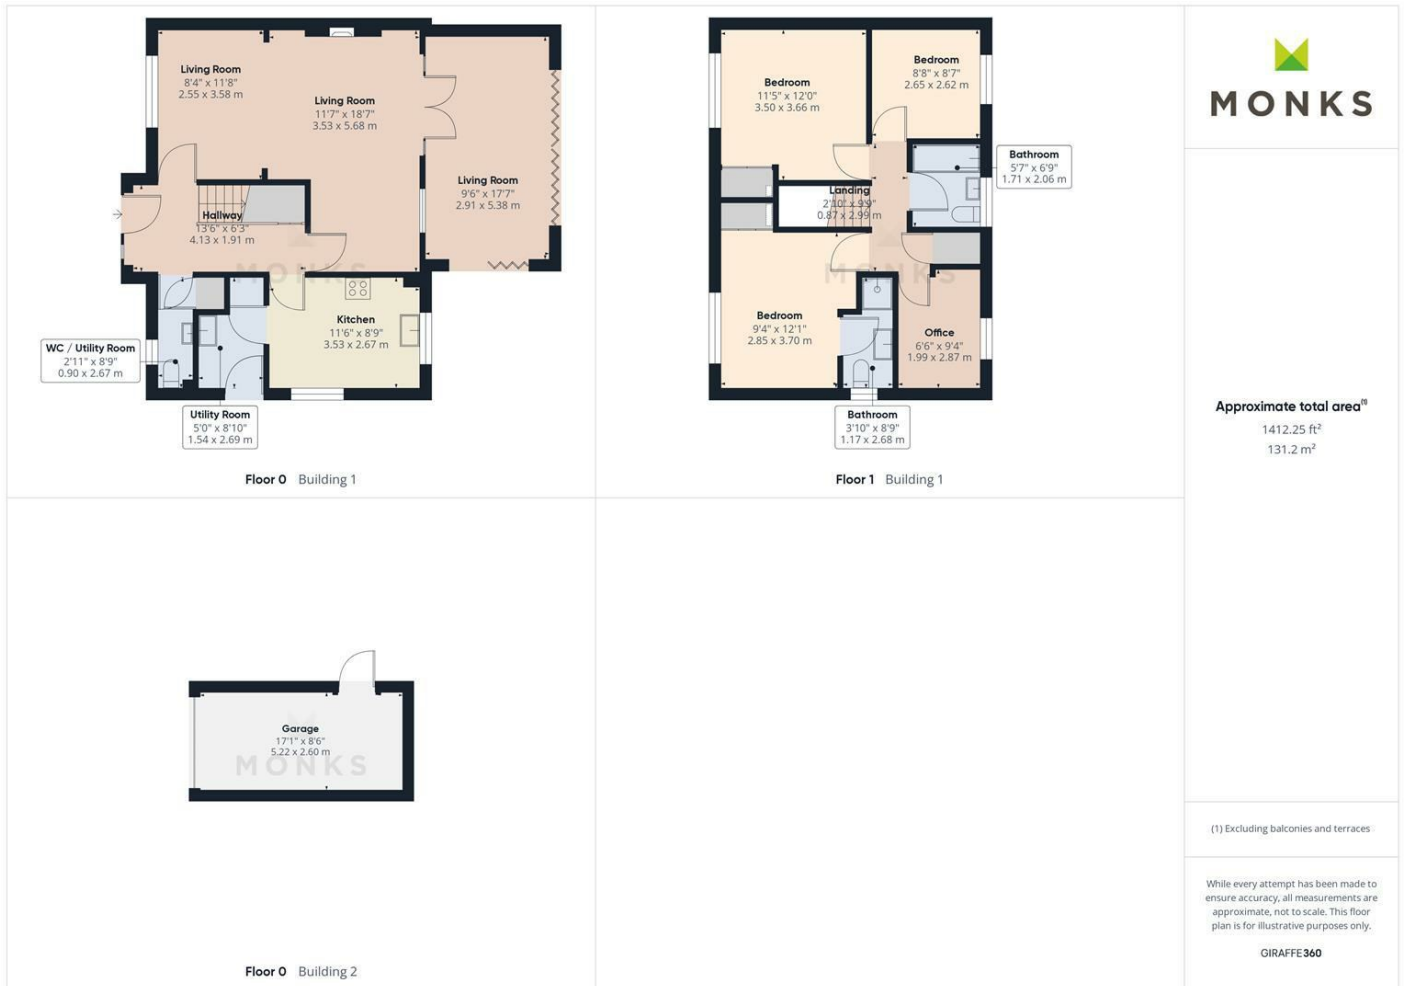 Living Room
8'4" x 11'8"
2.55 x 3.58 m
Living Room
11'7" x 18'7"
3.53 x 5.68 m
Living Room
9'6" x 17'7"
2.91 x 5.38 m
Hallway
13'6" x 6'3"
4.13 x 1.91 m
MONKS
Kitchen
11'6" x 8'9"
3.53 x 2.67 m
WC / Utility Room
2'11" x 8'9"
0.90 x 2.67 m
Utility Room
5'0" x 8'10"
1.54 x 2.69 m
Floor 0 Building 1
Bedroom
11'5" x 12'0"
3.50 x 3.66 m
Bedroom
8'8" x 8'7"
2.65 x 2.62 m
Bathroom
5'7" x 6'9"
1.71 x 2.06 m
Landing
2'10" x 9'9"
0.87 x 2.99 m
MONKS
Bedroom
9'4" x 12'1"
2.85 x 3.70 m
Office
6'6" x 9'4"
1.99 x 2.87 m
Bathroom
3'10" x 8'9"
1.17 x 2.68 m
Floor 1 Building 1
Garage
17'1" x 8'6"
5.22 x 2.60 m
MONKS
Floor 0 Building 2
MONKS
Approximate total area(1)
1412.25 ft²
131.2 m²
(1) Excluding balconies and terraces
While every attempt has been made to
ensure accuracy, all measurements are
approximate, not to scale. This floor
plan is for illustrative purposes only.
GIRAFFE360